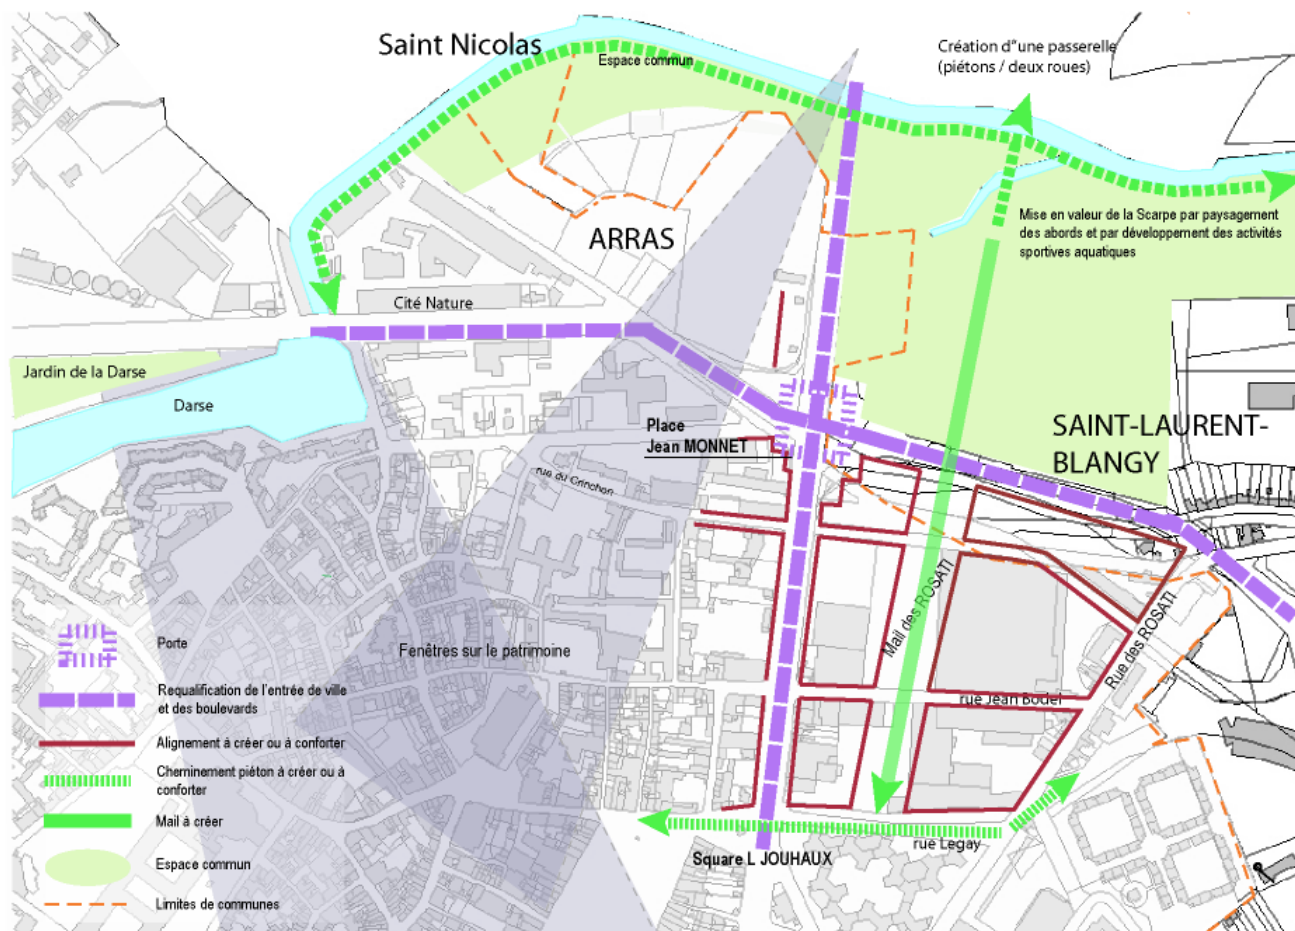 Saint Nicolas
Espace commun
Création d"une passerelle
(piétons / deux roues)
Mise en valeur de la Scarpe par paysagement
des abords et par développement des activités
sportives aquatiques
ARRAS
Cité Nature
Jardin de la Darse
Darse
Place
Jean MONNET
SAINT-LAURENT-
BLANGY
rue du Crinchon
Mail des ROSATI
Rue des ROSATI
Fenêtres sur le patrimoine
rue Jean Bodel
rue Legay
Square L JOUHAUX
Porte
Requalification de l'entrée de ville
et des boulevards
Alignement à créer ou à conforter
Cheminement piéton à créer ou à
conforter
Mail à créer
Espace commun
Limites de communes